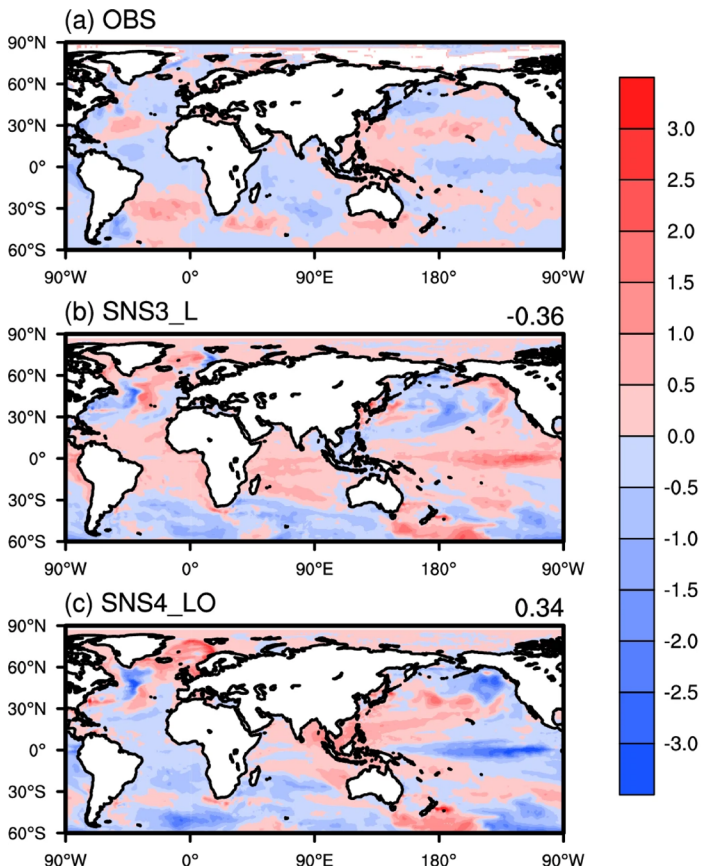 (a) OBS
90°N
60°N
30°N
0°
30°S
60°S
90°W 0° 90°E 180° 90°W
(b) SNS3_L -0.36
90°N
60°N
30°N
0°
30°S
60°S
90°W 0° 90°E 180° 90°W
(c) SNS4_LO 0.34
90°N
60°N
30°N
0°
30°S
60°S
90°W 0° 90°E 180° 90°W
3.0
2.5
2.0
1.5
1.0
0.5
0.0
-0.5
-1.0
-1.5
-2.0
-2.5
-3.0